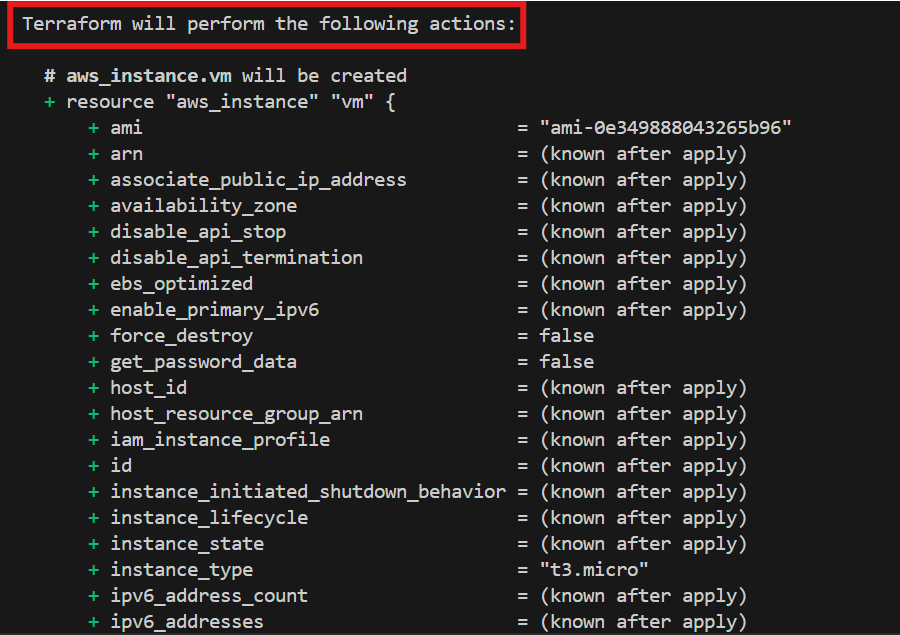 Terraform will perform the following actions:
# aws_instance.vm will be created
+ resource "aws_instance" "vm" {
+ ami = "ami-0e349888043265b96"
+ arn = (known after apply)
+ associate_public_ip_address = (known after apply)
+ availability_zone = (known after apply)
+ disable_api_stop = (known after apply)
+ disable_api_termination = (known after apply)
+ ebs_optimized = (known after apply)
+ enable_primary_ipv6 = (known after apply)
+ force_destroy = false
+ get_password_data = false
+ host_id = (known after apply)
+ host_resource_group_arn = (known after apply)
+ iam_instance_profile = (known after apply)
+ id = (known after apply)
+ instance_initiated_shutdown_behavior = (known after apply)
+ instance_lifecycle = (known after apply)
+ instance_state = (known after apply)
+ instance_type = "t3.micro"
+ ipv6_address_count = (known after apply)
+ ipv6_addresses = (known after apply)